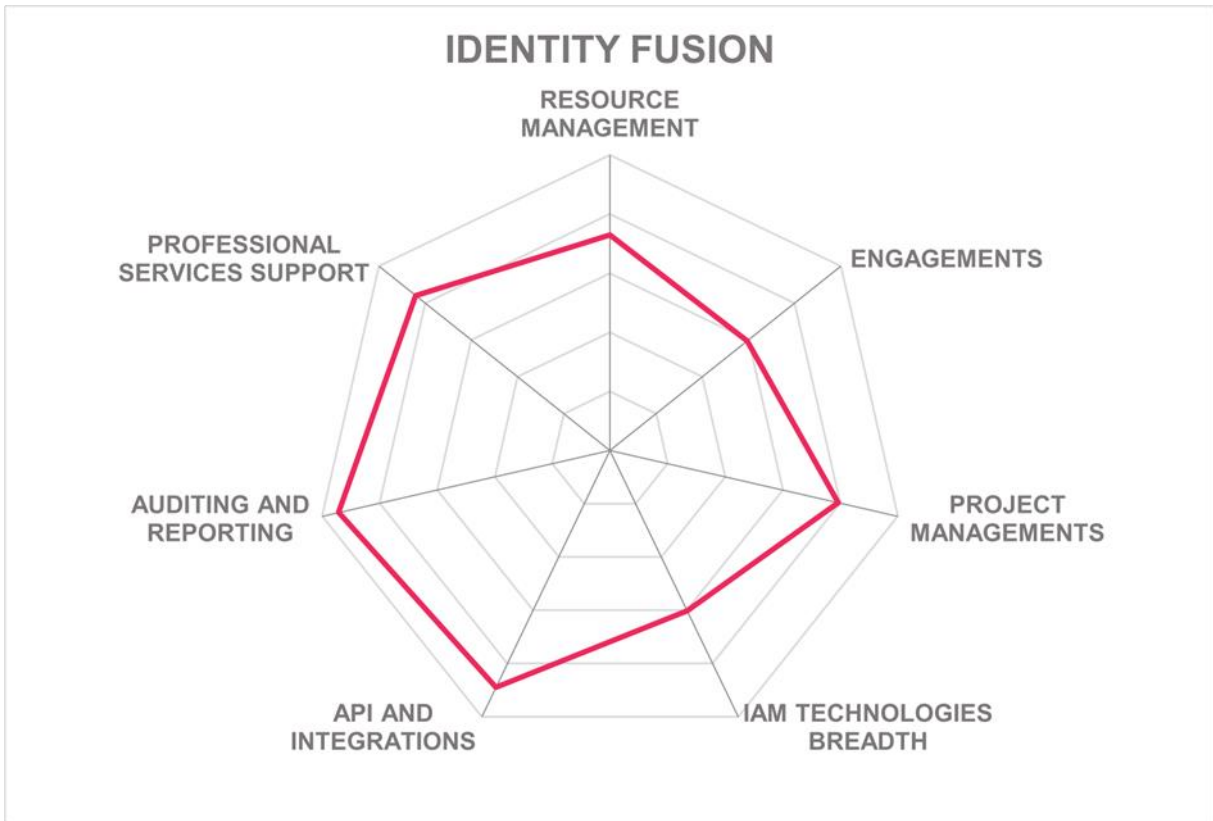 IDENTITY FUSION
RESOURCE
MANAGEMENT
PROFESSIONAL
SERVICES SUPPORT
ENGAGEMENTS
AUDITING AND
REPORTING
PROJECT
MANAGEMENTS
API AND
INTEGRATIONS
IAM TECHNOLOGIES
BREADTH